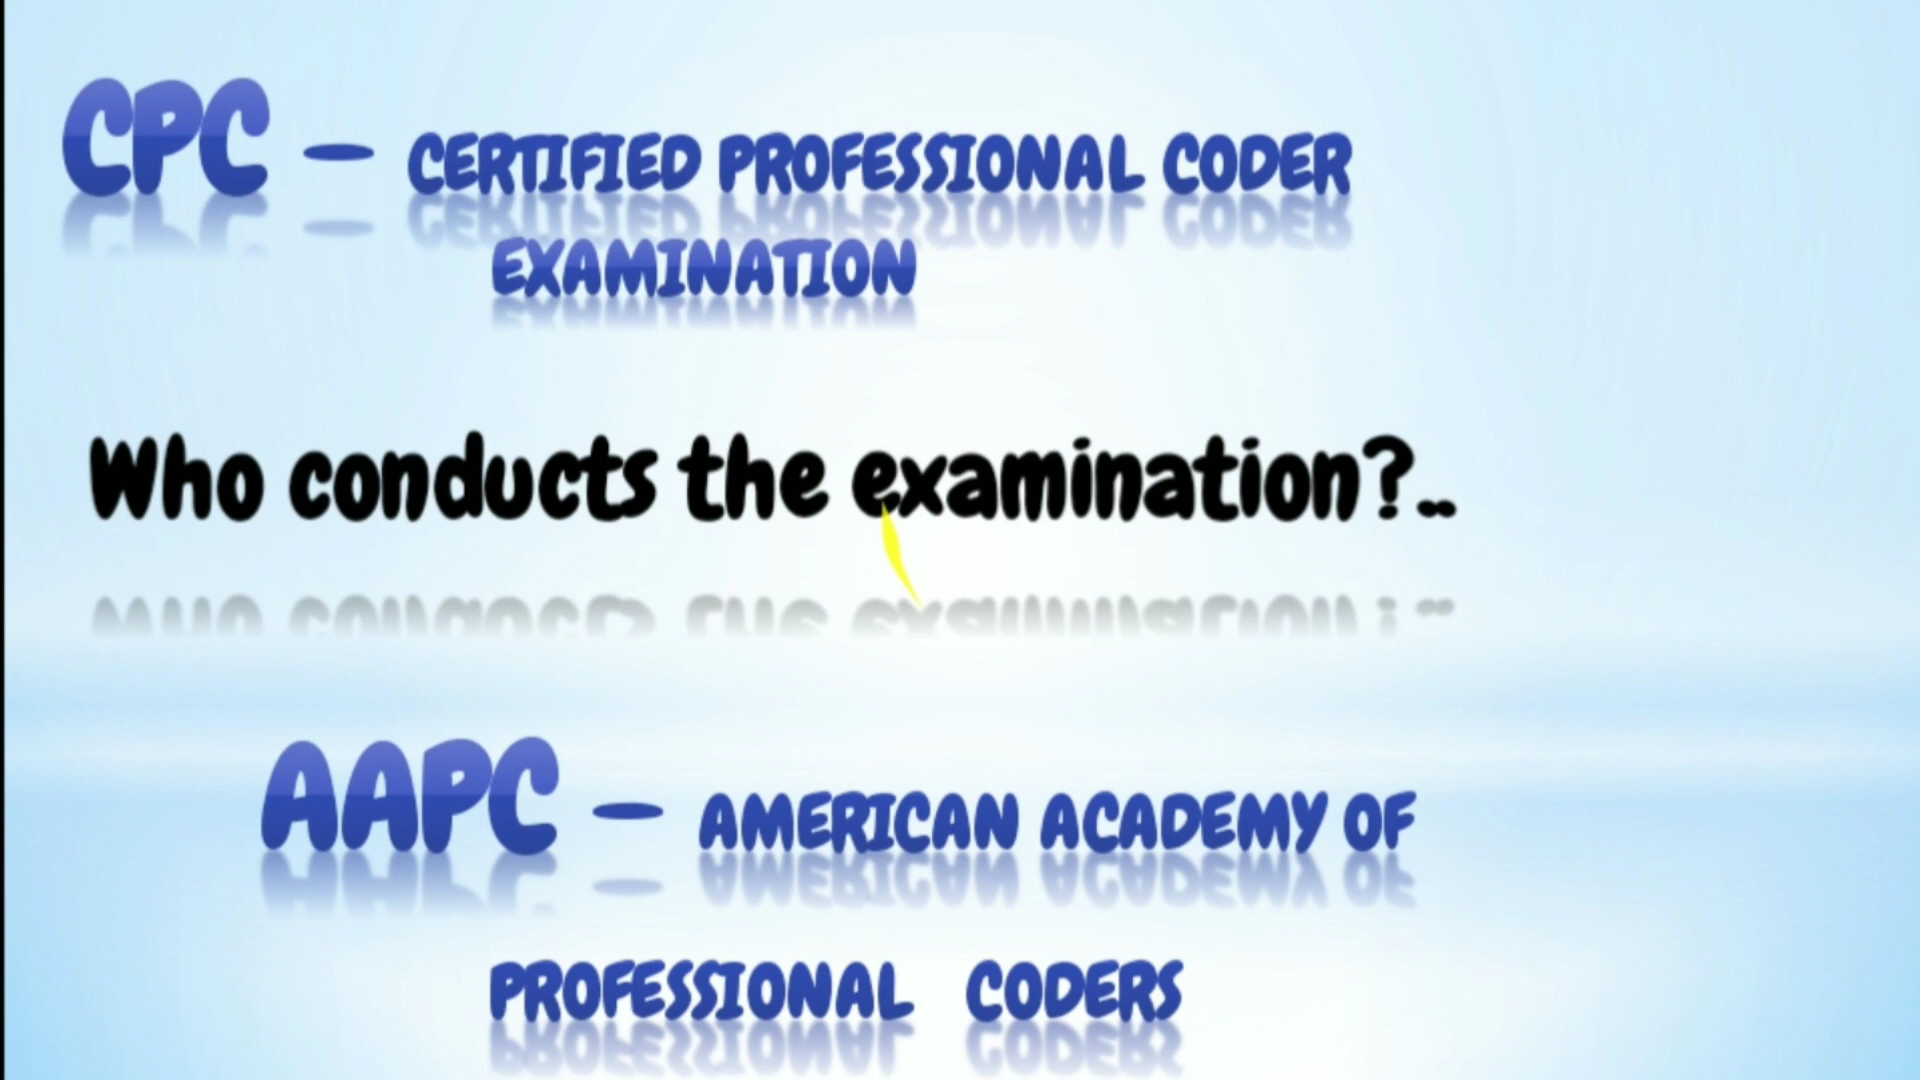 CPC – CERTIFIED PROFESSIONAL CODER
EXAMINATION
Who conducts the examination?..
AAPC – AMERICAN ACADEMY OF
PROFESSIONAL CODERS